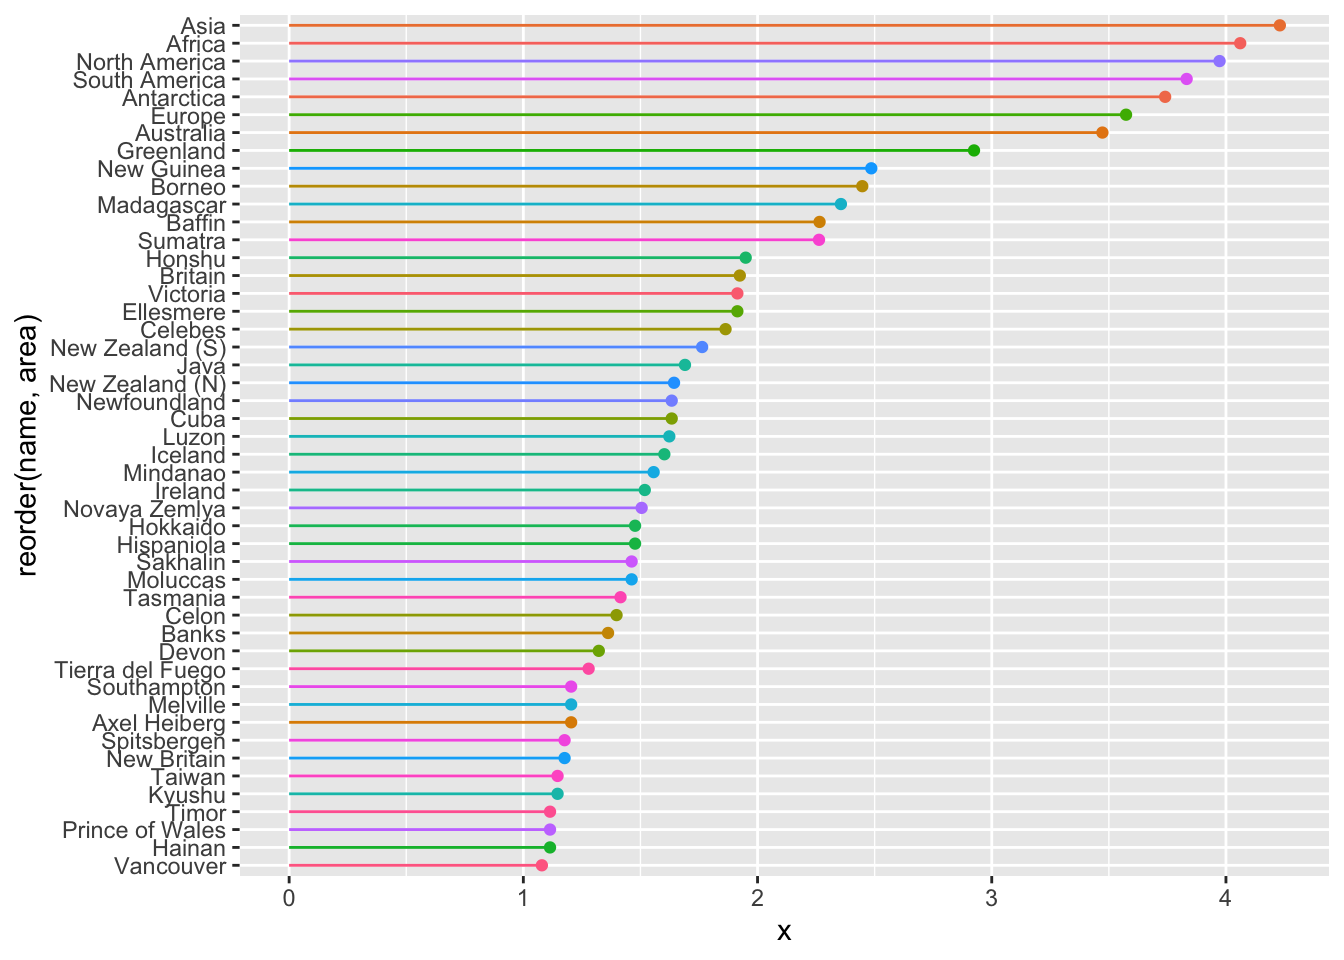 Asia
Africa
North America
South America
Antarctica
Europe
Australia
Greenland
New Guinea
Borneo
Madagascar
Baffin
Sumatra
Honshu
Britain
Victoria
Ellesmere
Celebes
New Zealand (S)
Java
New Zealand (N)
Newfoundland
Cuba
Luzon
Iceland
Mindanao
Ireland
Novaya Zemlya
Hokkaido
Hispaniola
Sakhalin
Moluccas
Tasmania
Celon
Banks
Devon
Tierra del Fuego
Southampton
Melville
Axel Heiberg
Spitsbergen
New Britain
Taiwan
Kyushu
Timor
Prince of Wales
Hainan
Vancouver
reorder(name, area)
0 1 2 3 4
x